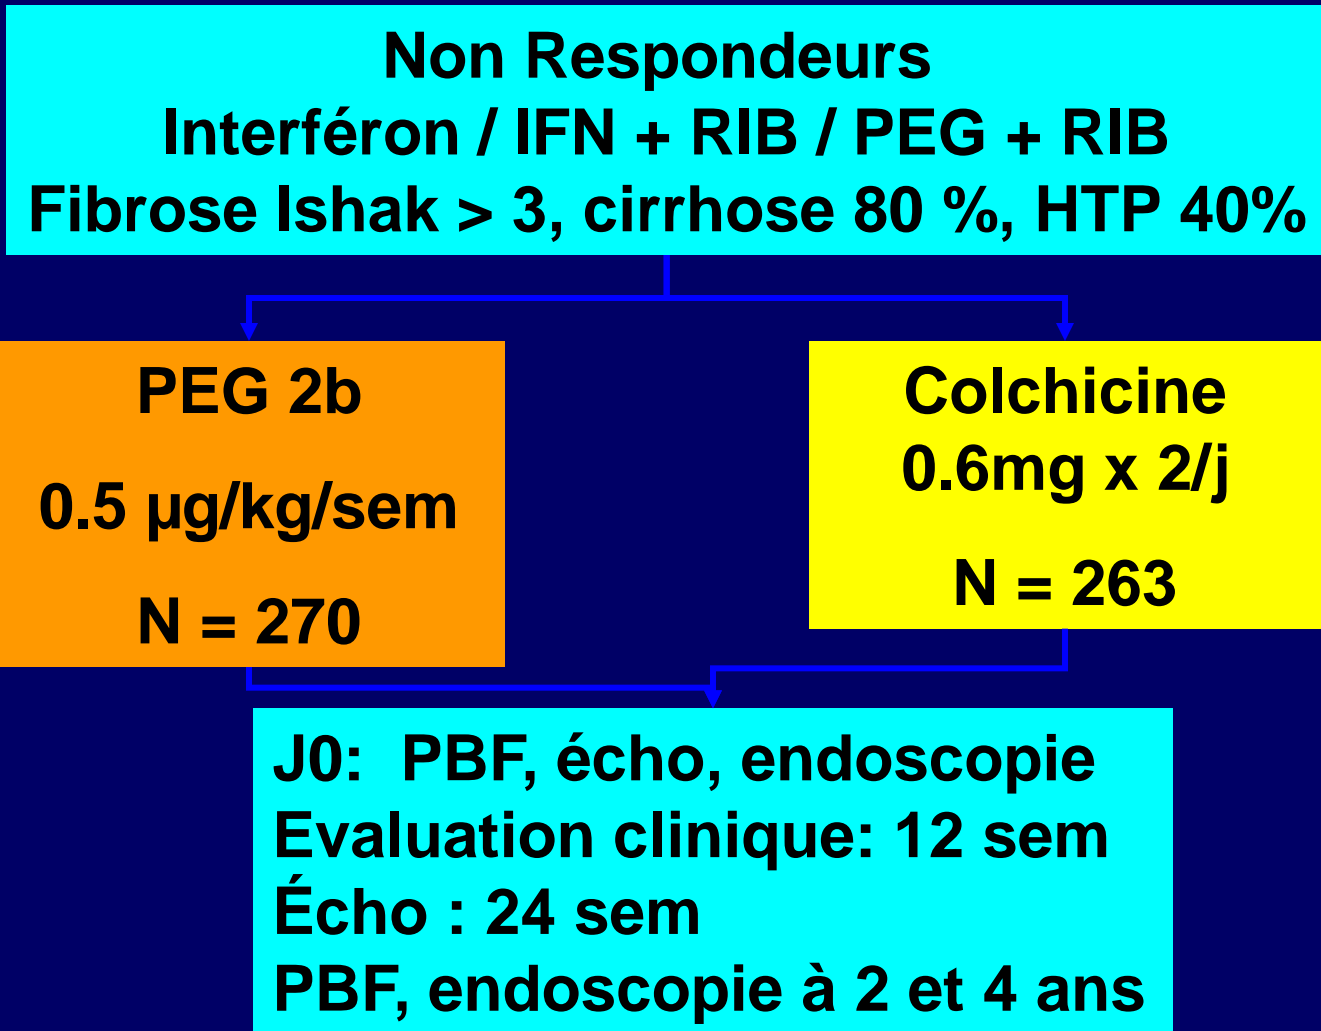 Non Respondeurs
Interféron / IFN + RIB / PEG + RIB
Fibrose Ishak > 3, cirrhose 80 %, HTP 40%
PEG 2b
0.5 µg/kg/sem
N = 270
Colchicine
0.6mg x 2/j
N = 263
J0: PBF, écho, endoscopie
Evaluation clinique: 12 sem
Écho : 24 sem
PBF, endoscopie à 2 et 4 ans